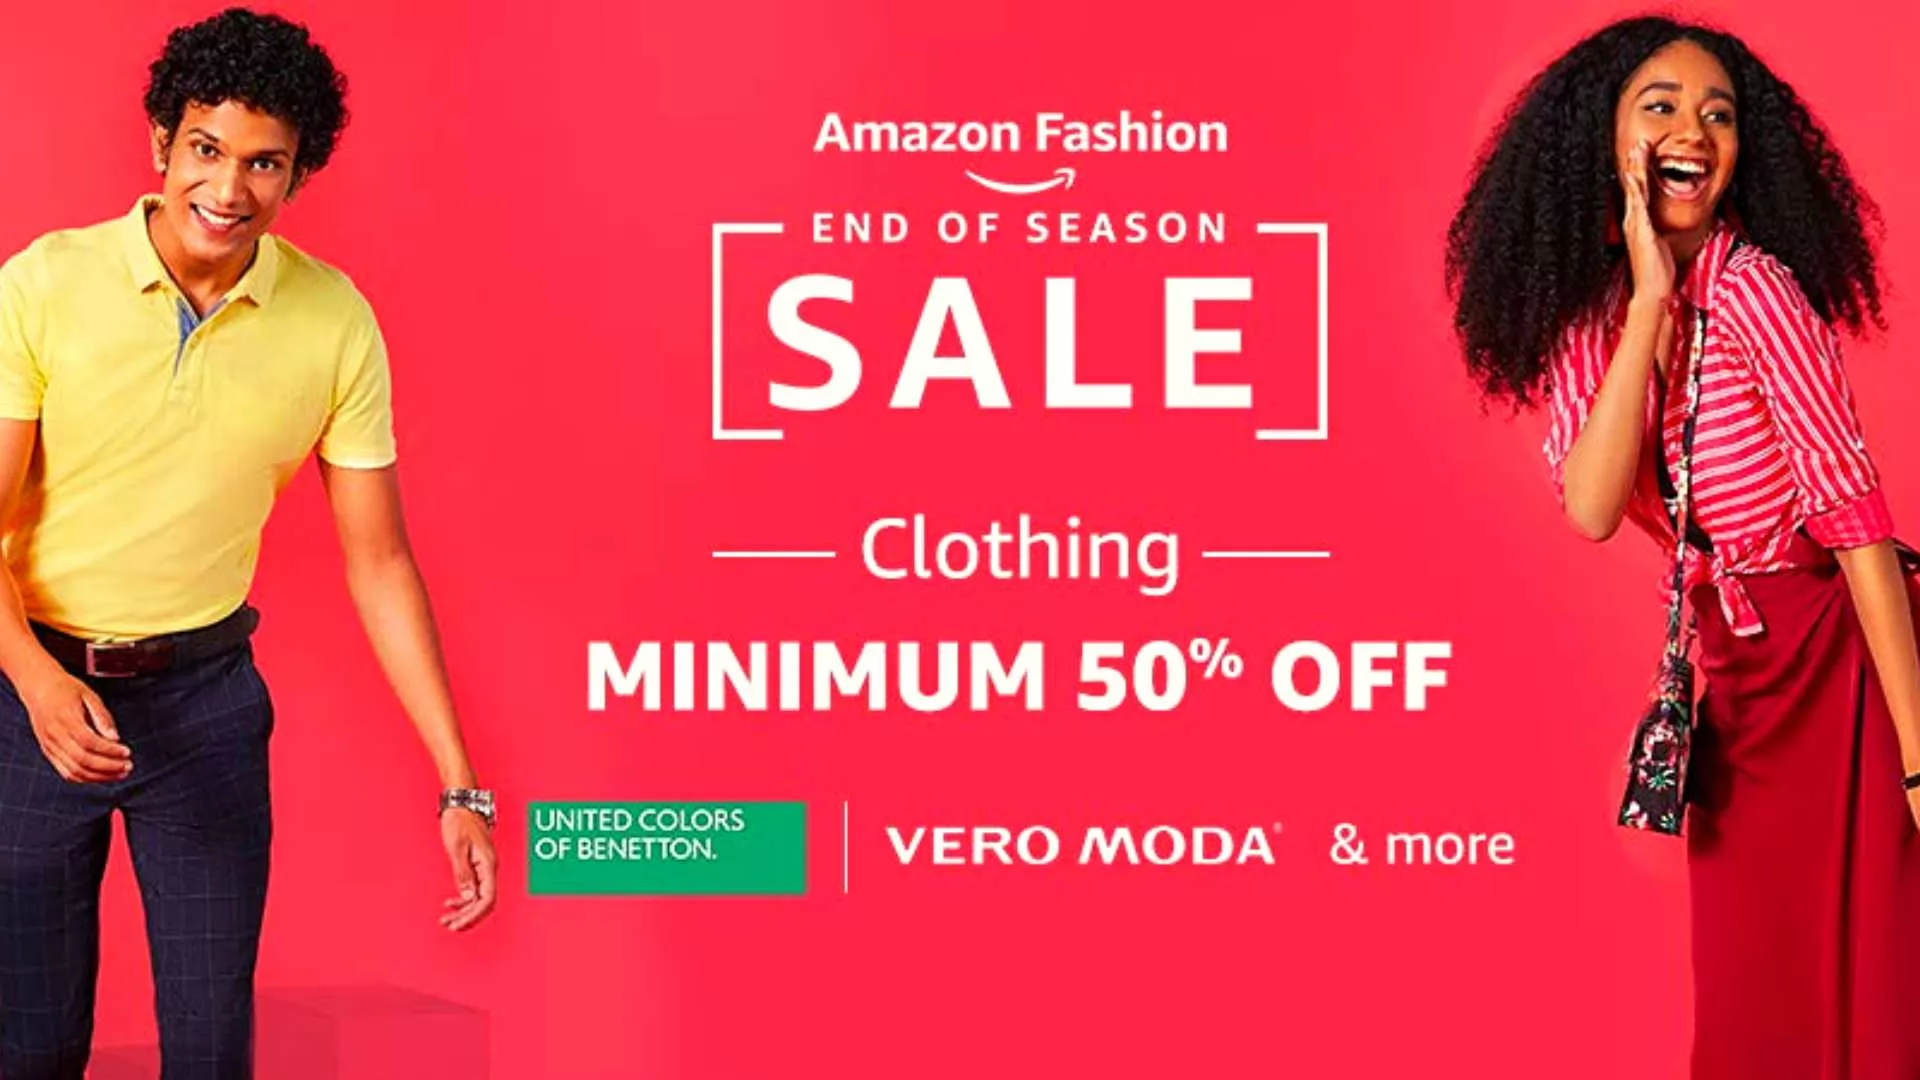 Amazon Fashion
END OF SEASON
SALE
Clothing
MINIMUM 50% OFF
UNITED COLORS
OF BENETTON.
VERO MODA
& more